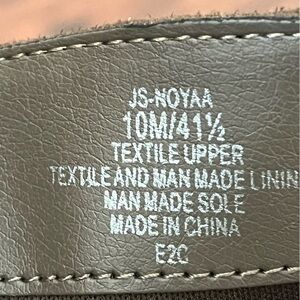 JS-NOYAA
10M/41½
TEXTILE UPPER
TEXTILE AND MAN MADE LININ
MAN MADE SOLE
MADE IN CHINA
E2C